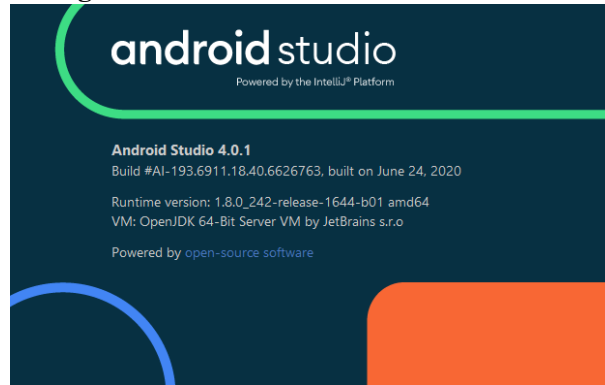 android studio
Powered by the IntelliJ® Platform
Android Studio 4.0.1
Build #AI-193.6911.18.40.6626763, built on June 24, 2020
Runtime version: 1.8.0_242-release-1644-b01 amd64
VM: OpenJDK 64-Bit Server VM by JetBrains s.r.o
Powered by open-source software